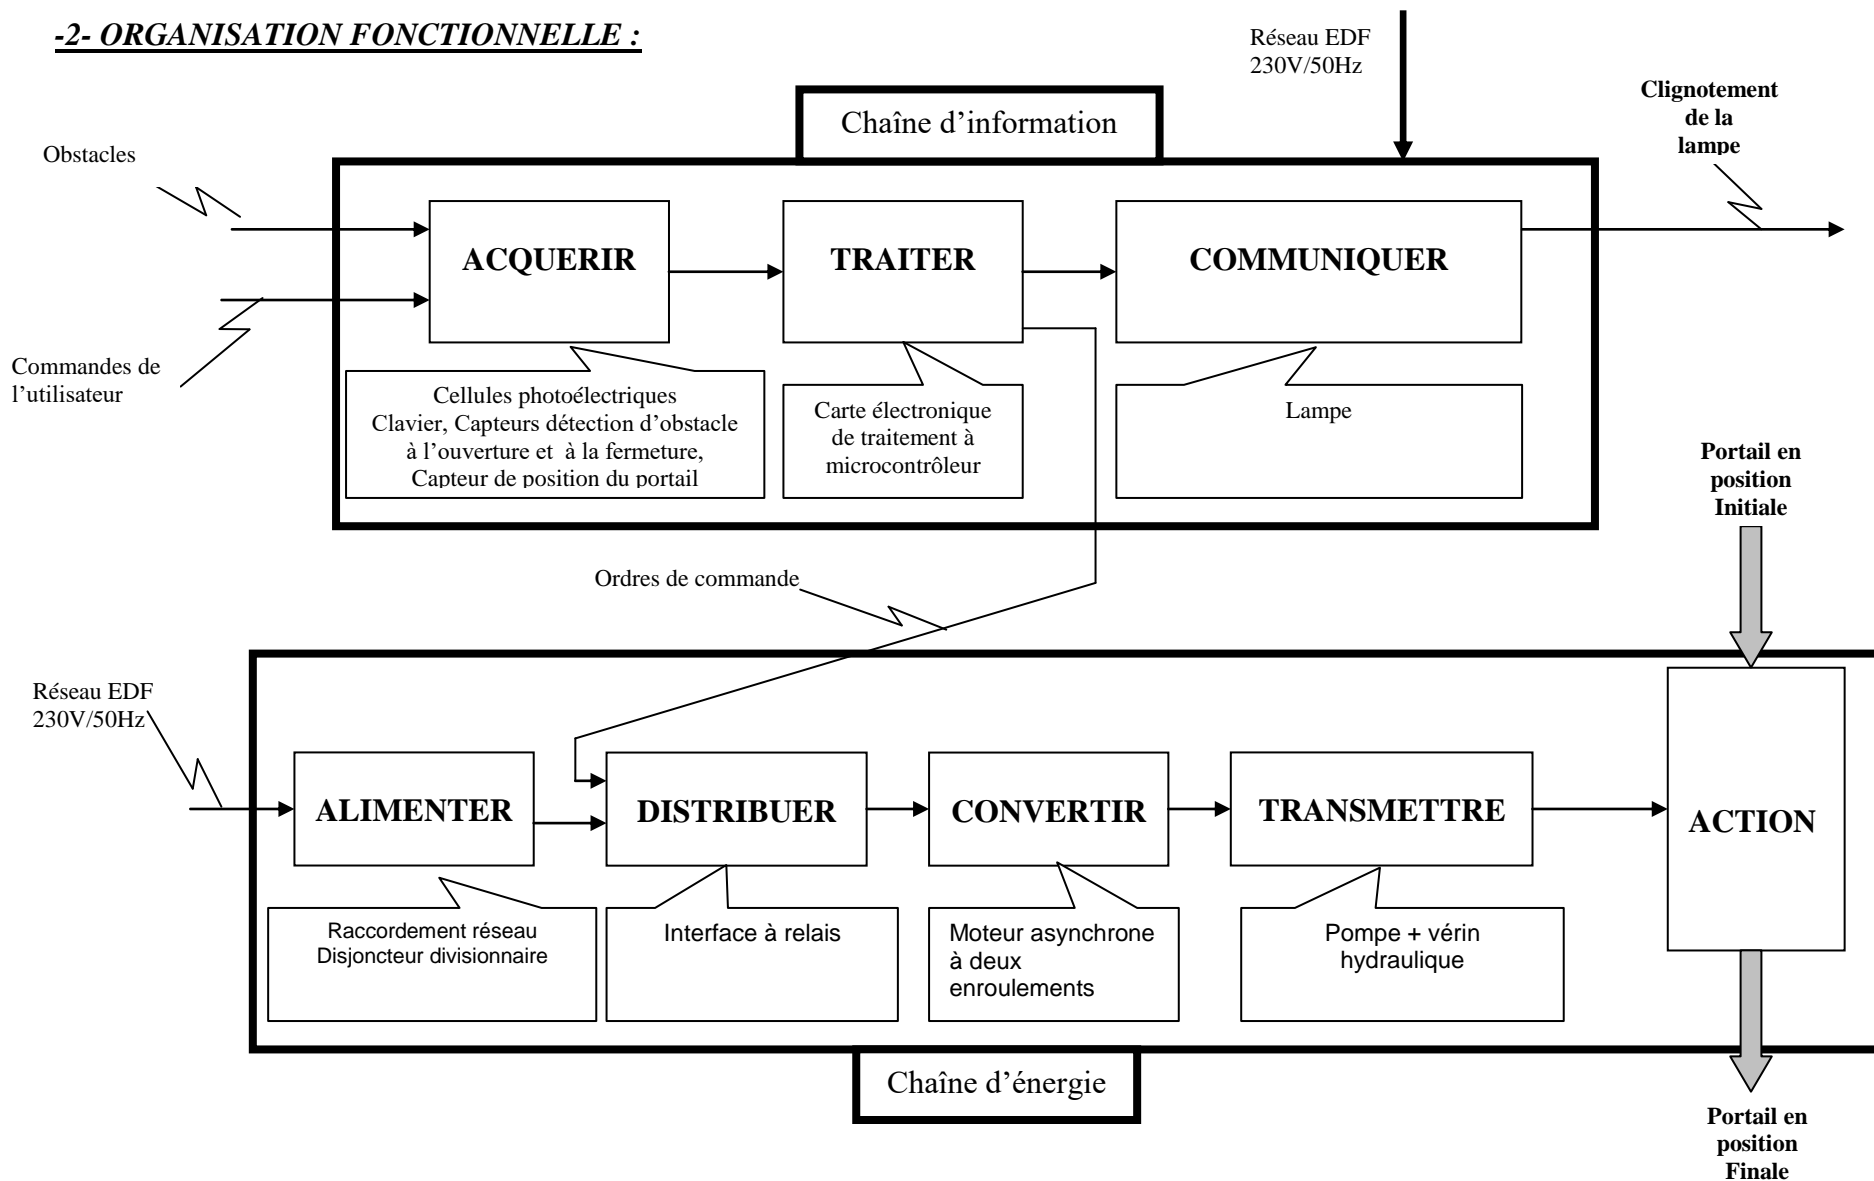 -2- ORGANISATION FONCTIONNELLE :
Réseau EDF
230V/50Hz
Clignotement
de la
lampe
Chaîne d'information
Obstacles
ACQUERIR
TRAITER
COMMUNIQUER
Commandes de
l'utilisateur
Cellules photoélectriques
Clavier, Capteurs détection d'obstacle
à l'ouverture et à la fermeture,
Capteur de position du portail
Carte électronique
de traitement à
microcontrôleur
Lampe
Portail en
position
Initiale
Ordres de commande
Réseau EDF
230V/50Hz
ALIMENTER
DISTRIBUER
CONVERTIR
TRANSMETTRE
ACTION
Raccordement réseau
Disjoncteur divisionnaire
Interface à relais
Moteur asynchrone
à deux
enroulements
Pompe + vérin
hydraulique
Chaîne d'énergie
Portail en
position
Finale